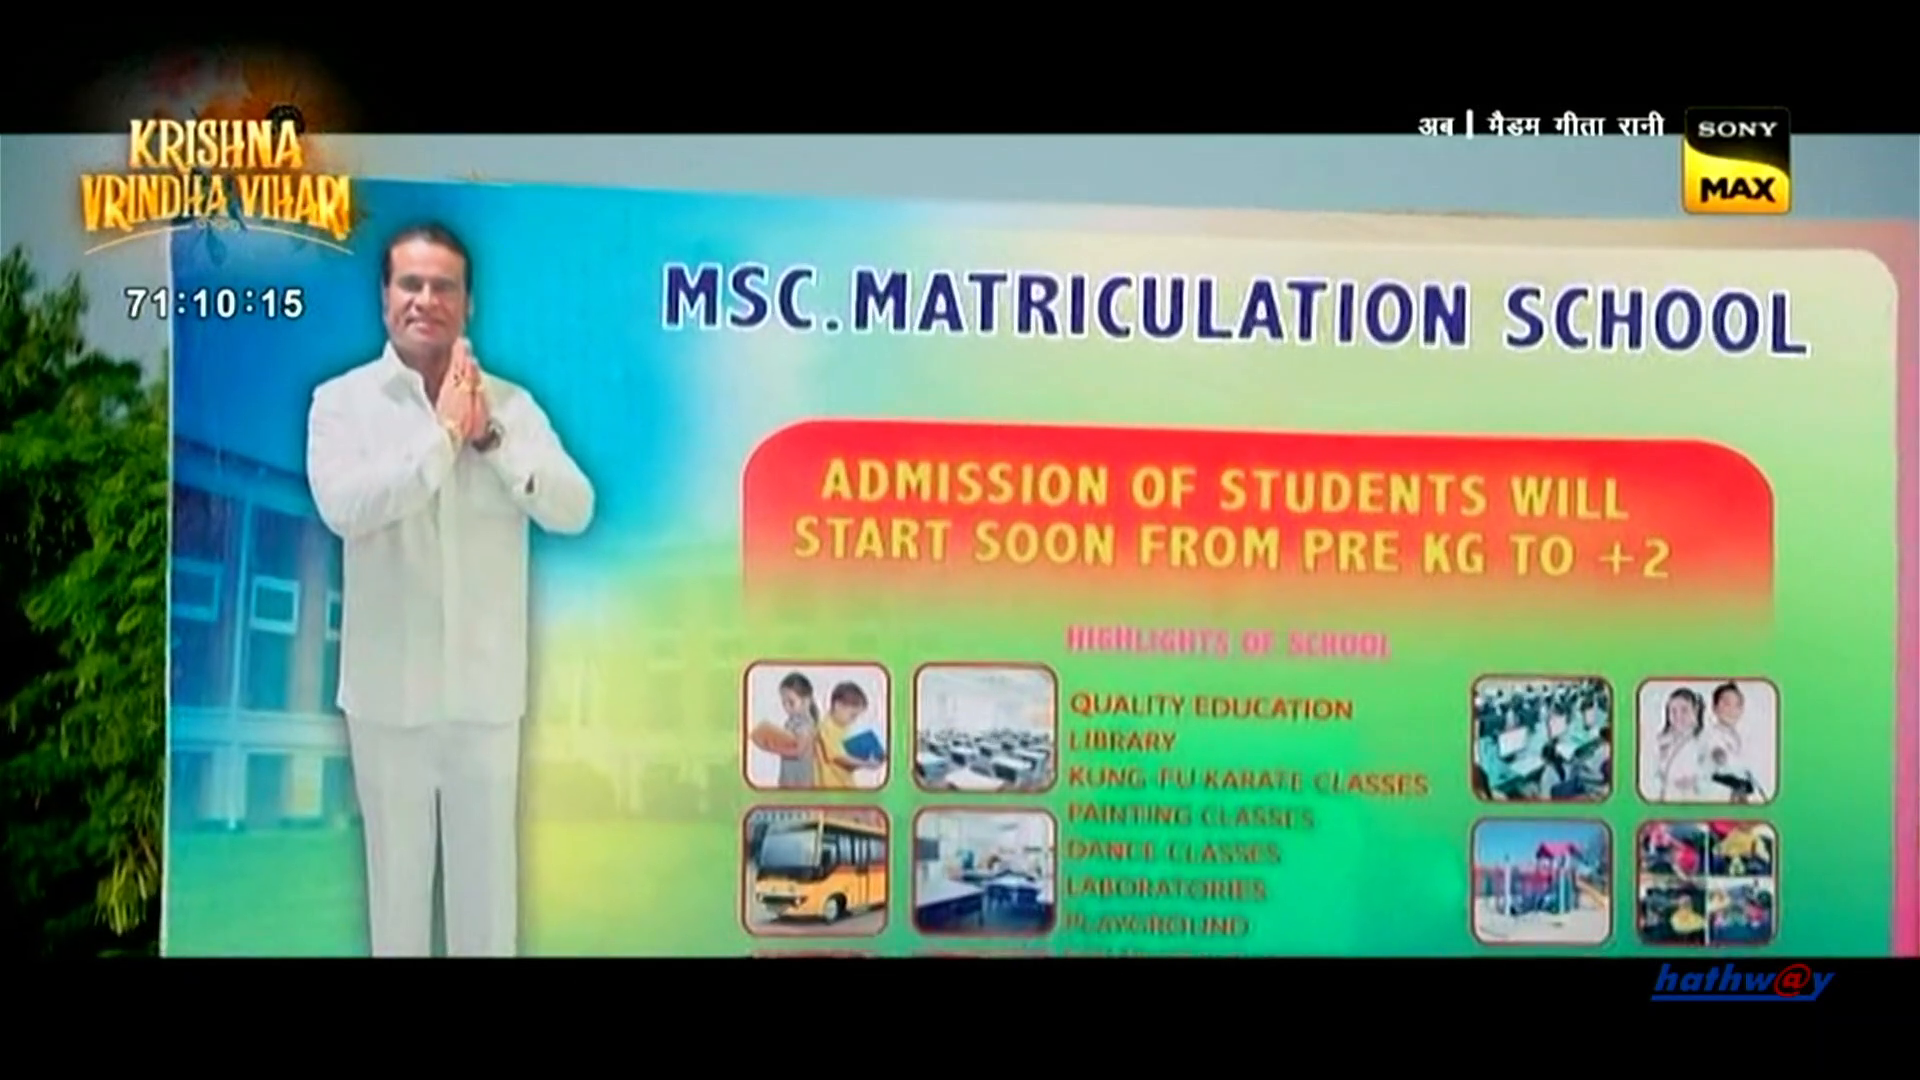 KRISHNA
VRINDHA VIHARI
71:10:15
अब | मैडम गीता रानी
SONY
MAX
MSC.MATRICULATION SCHOOL
ADMISSION OF STUDENTS WILL
START SOON FROM PRE KG TO +2
HIGHLIGHTS OF SCHOOL
QUALITY EDUCATION
LIBRARY
KUNG-FU KARATE CLASSES
PAINTING CLASSES
DANCE CLASSES
LABORATORIES
PLAYGROUND
hathw@y